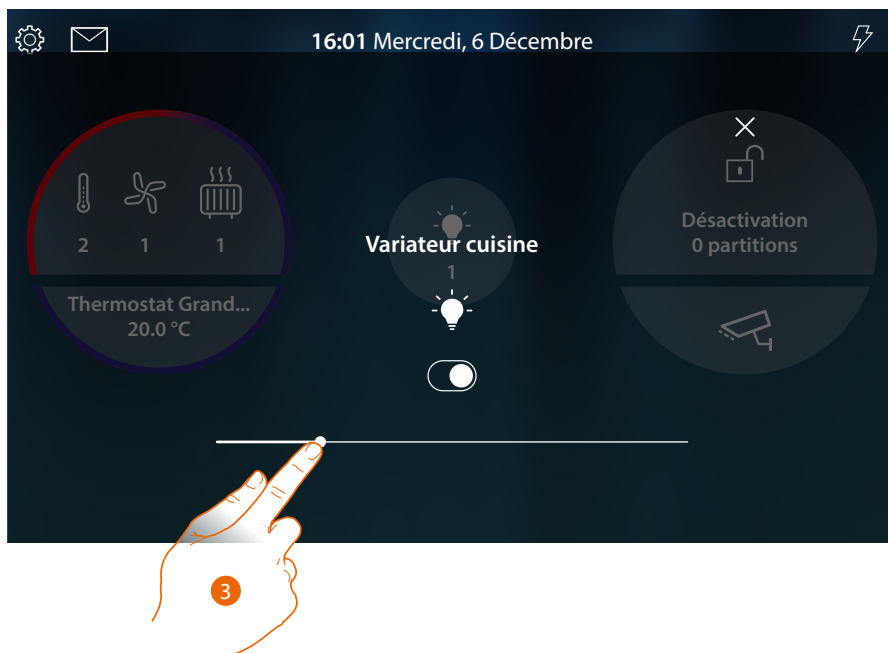 16:01 Mercredi, 6 Décembre
2 1 1
Thermostat Grand...
20.0 °C
Variateur cuisine
1
Désactivation
0 partitions
3